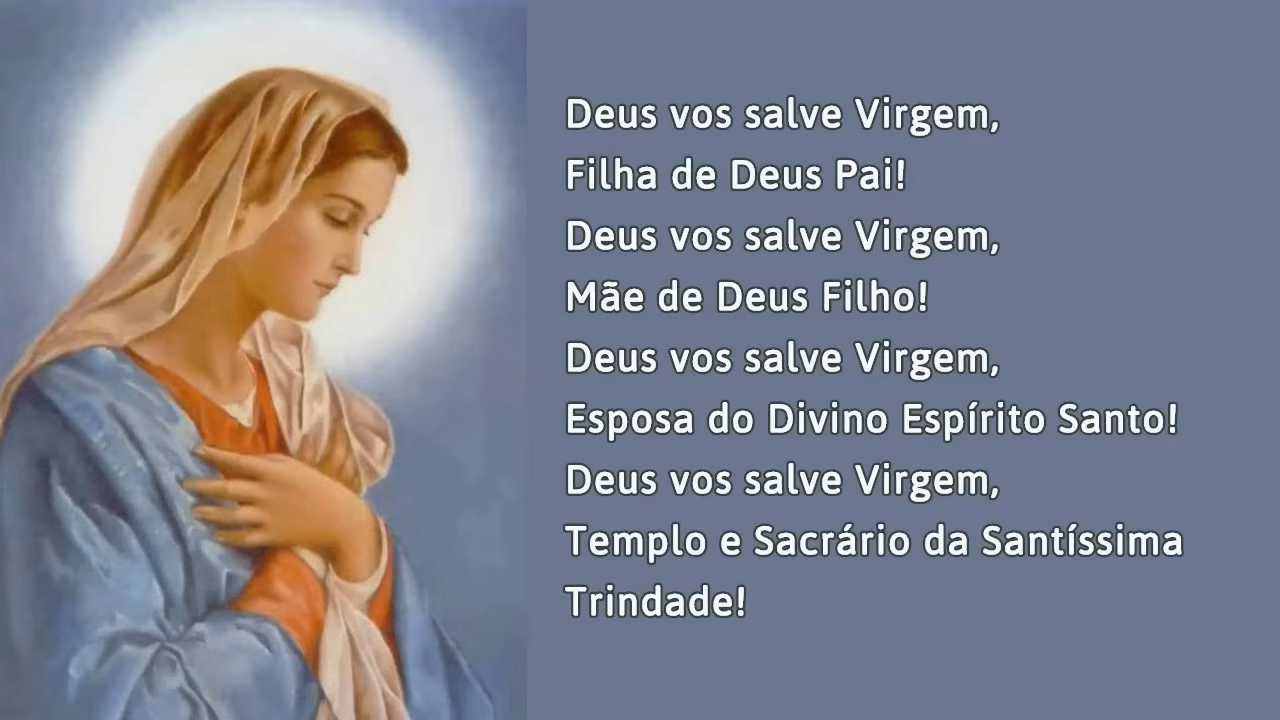 Deus vos salve Virgem,
Filha de Deus Pai!
Deus vos salve Virgem,
Mãe de Deus Filho!
Deus vos salve Virgem,
Esposa do Divino Espírito Santo!
Deus vos salve Virgem,
Templo e Sacrário da Santíssima
Trindade!